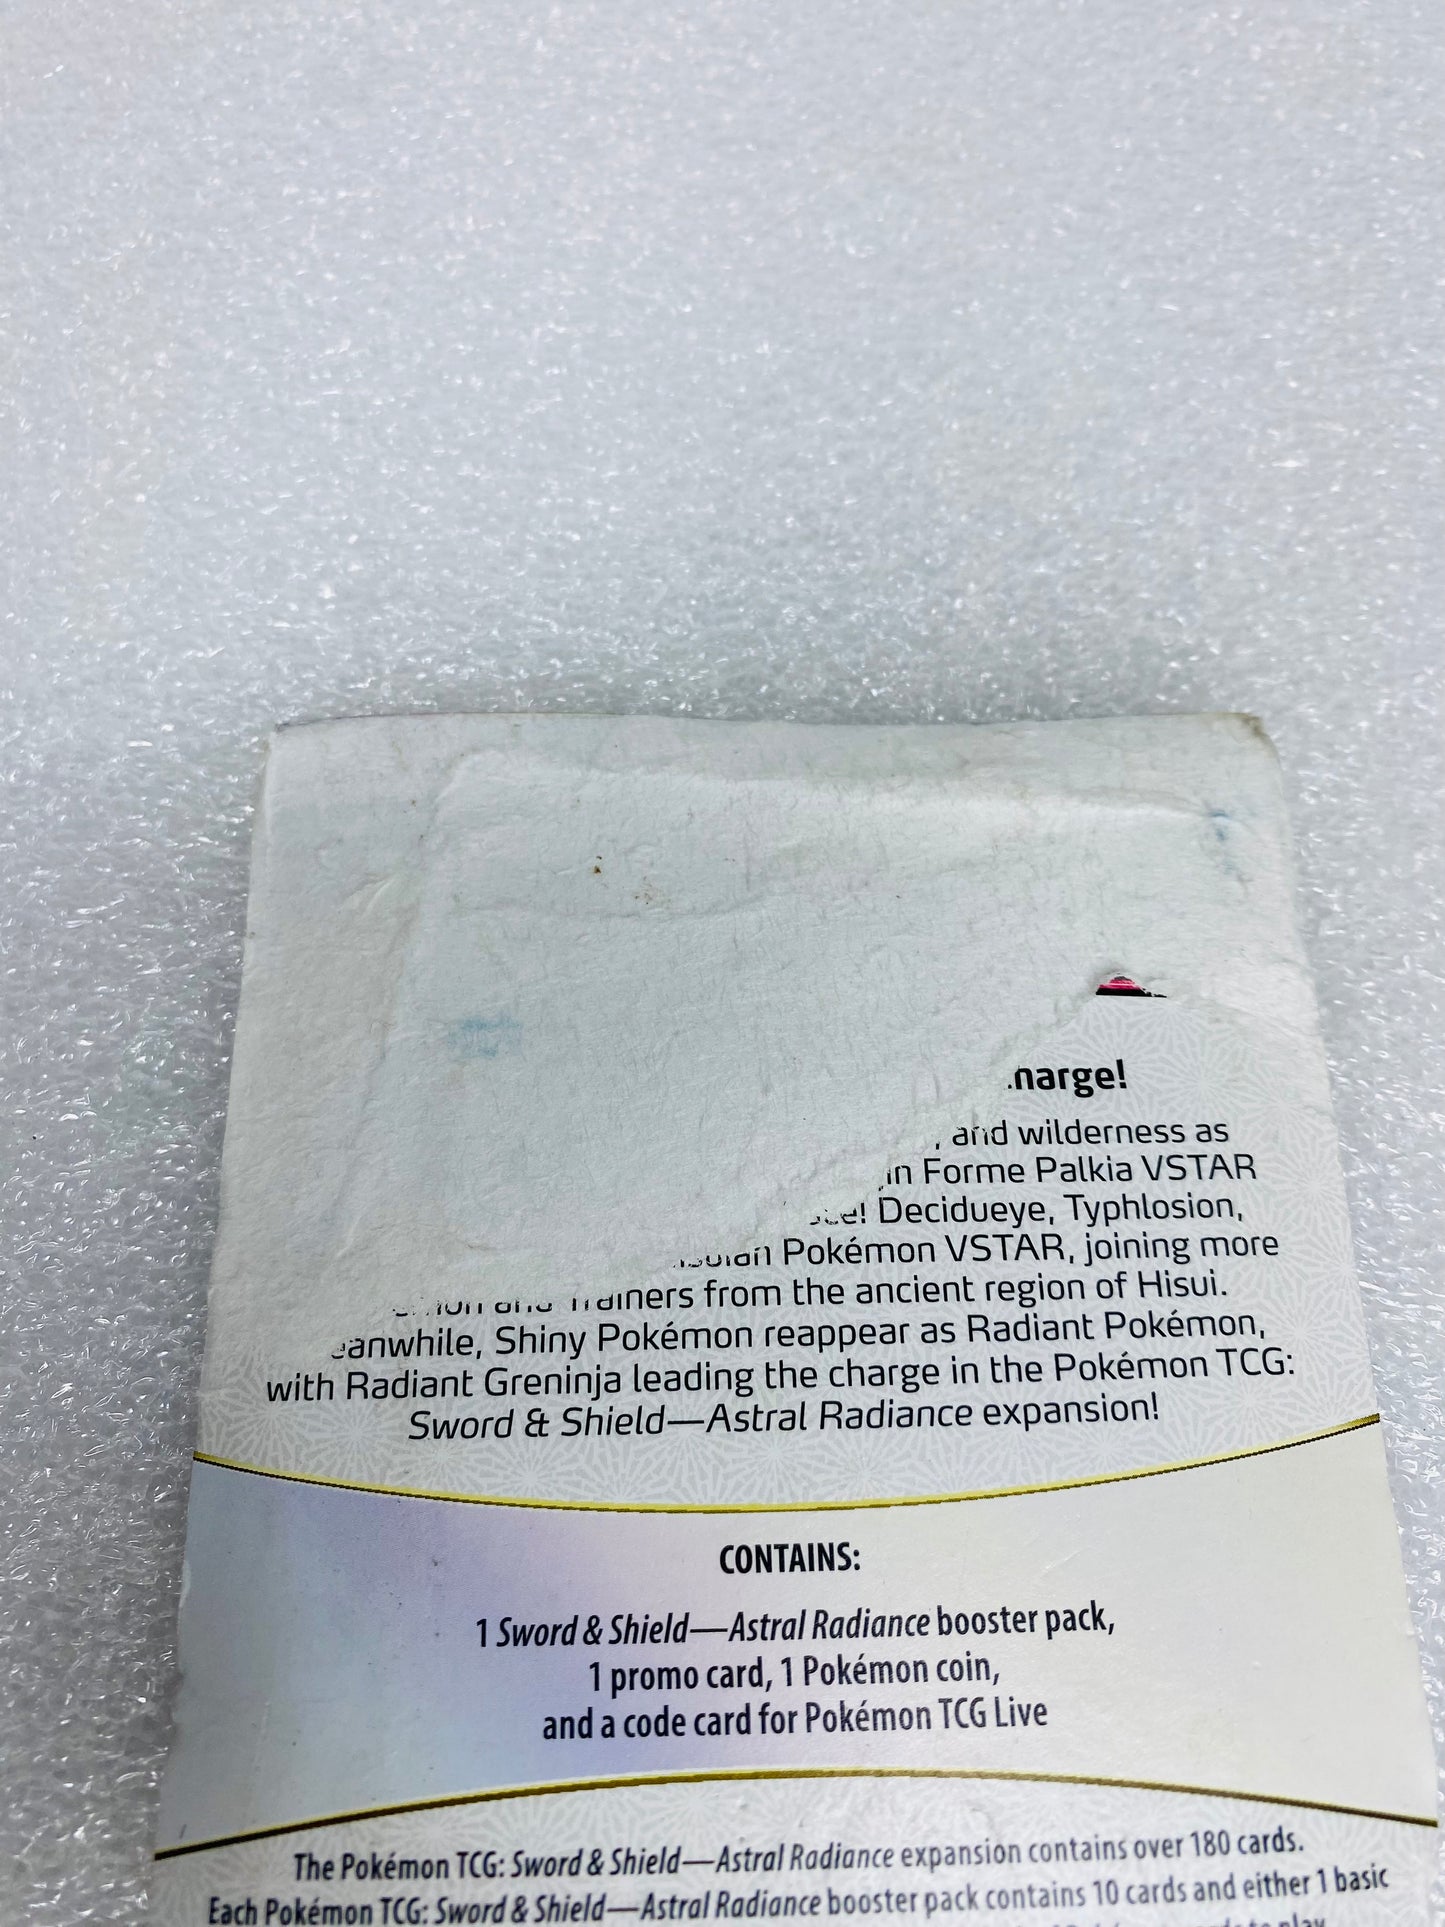 and wilderness as
Forme Palkia VSTAR
Decidueye, Typhlosion,
Pokémon VSTAR, joining more
from the ancient region of Hisui.
Shiny Pokémon reappear as Radiant Pokémon,
with Radiant Greninja leading the charge in the Pokémon TCG:
Sword & Shield—Astral Radiance expansion!
CONTAINS:
1 Sword & Shield—Astral Radiance booster pack,
1 promo card, 1 Pokémon coin,
and a code card for Pokémon TCG Live
The Pokémon TCG: Sword & Shield—Astral Radiance expansion contains over 180 cards.
Each Pokémon TCG: Sword & Shield—Astral Radiance booster pack contains 10 cards and either 1 basic